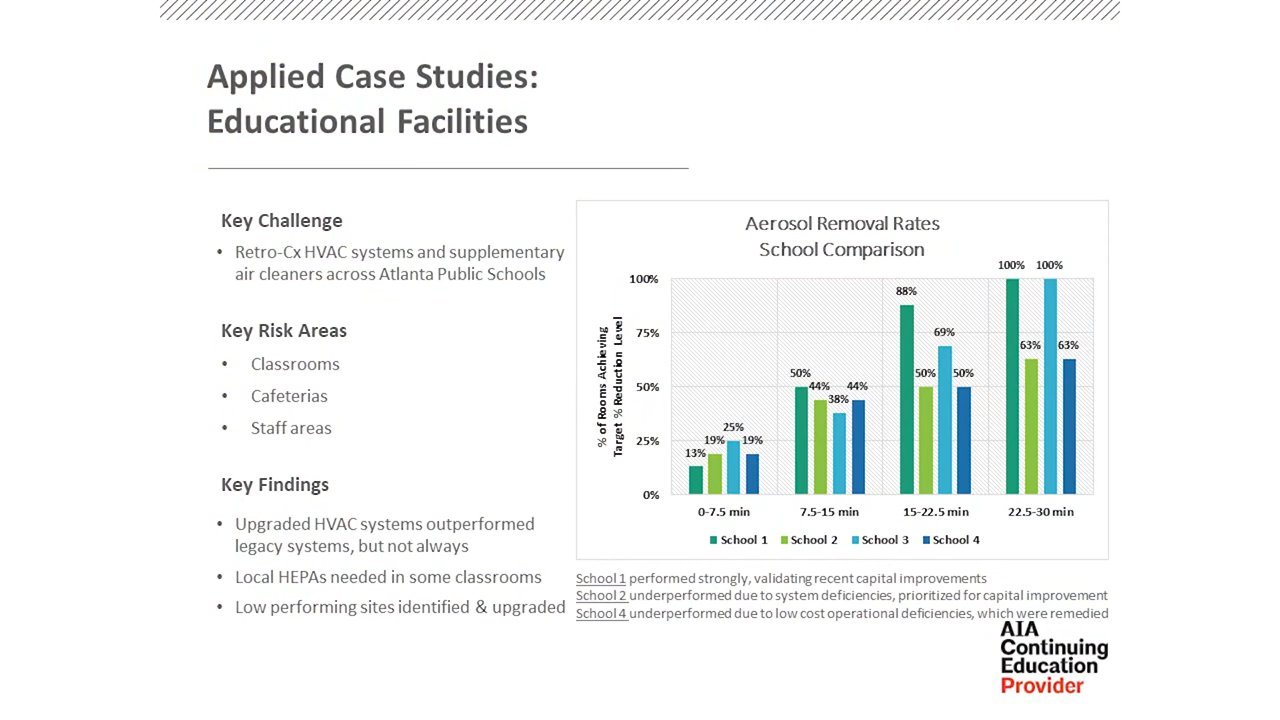 Applied Case Studies:
Educational Facilities
Key Challenge
• Retro-Cx HVAC systems and supplementary
air cleaners across Atlanta Public Schools
Key Risk Areas
• Classrooms
• Cafeterias
• Staff areas
Key Findings
• Upgraded HVAC systems outperformed
legacy systems, but not always
• Local HEPAs needed in some classrooms
• Low performing sites identified & upgraded
Aerosol Removal Rates
School Comparison
% of Rooms Achieving
Target % Reduction Level
100%
75%
50%
25%
0%
13% 19% 25% 19%
50% 44% 38% 44%
88% 50% 69% 50%
100% 63% 100% 63%
0-7.5 min 7.5-15 min 15-22.5 min 22.5-30 min
School 1 School 2 School 3 School 4
School 1 performed strongly, validating recent capital improvements
School 2 underperformed due to system deficiencies, prioritized for capital improvement
School 4 underperformed due to low cost operational deficiencies, which were remedied
AIA
Continuing
Education
Provider